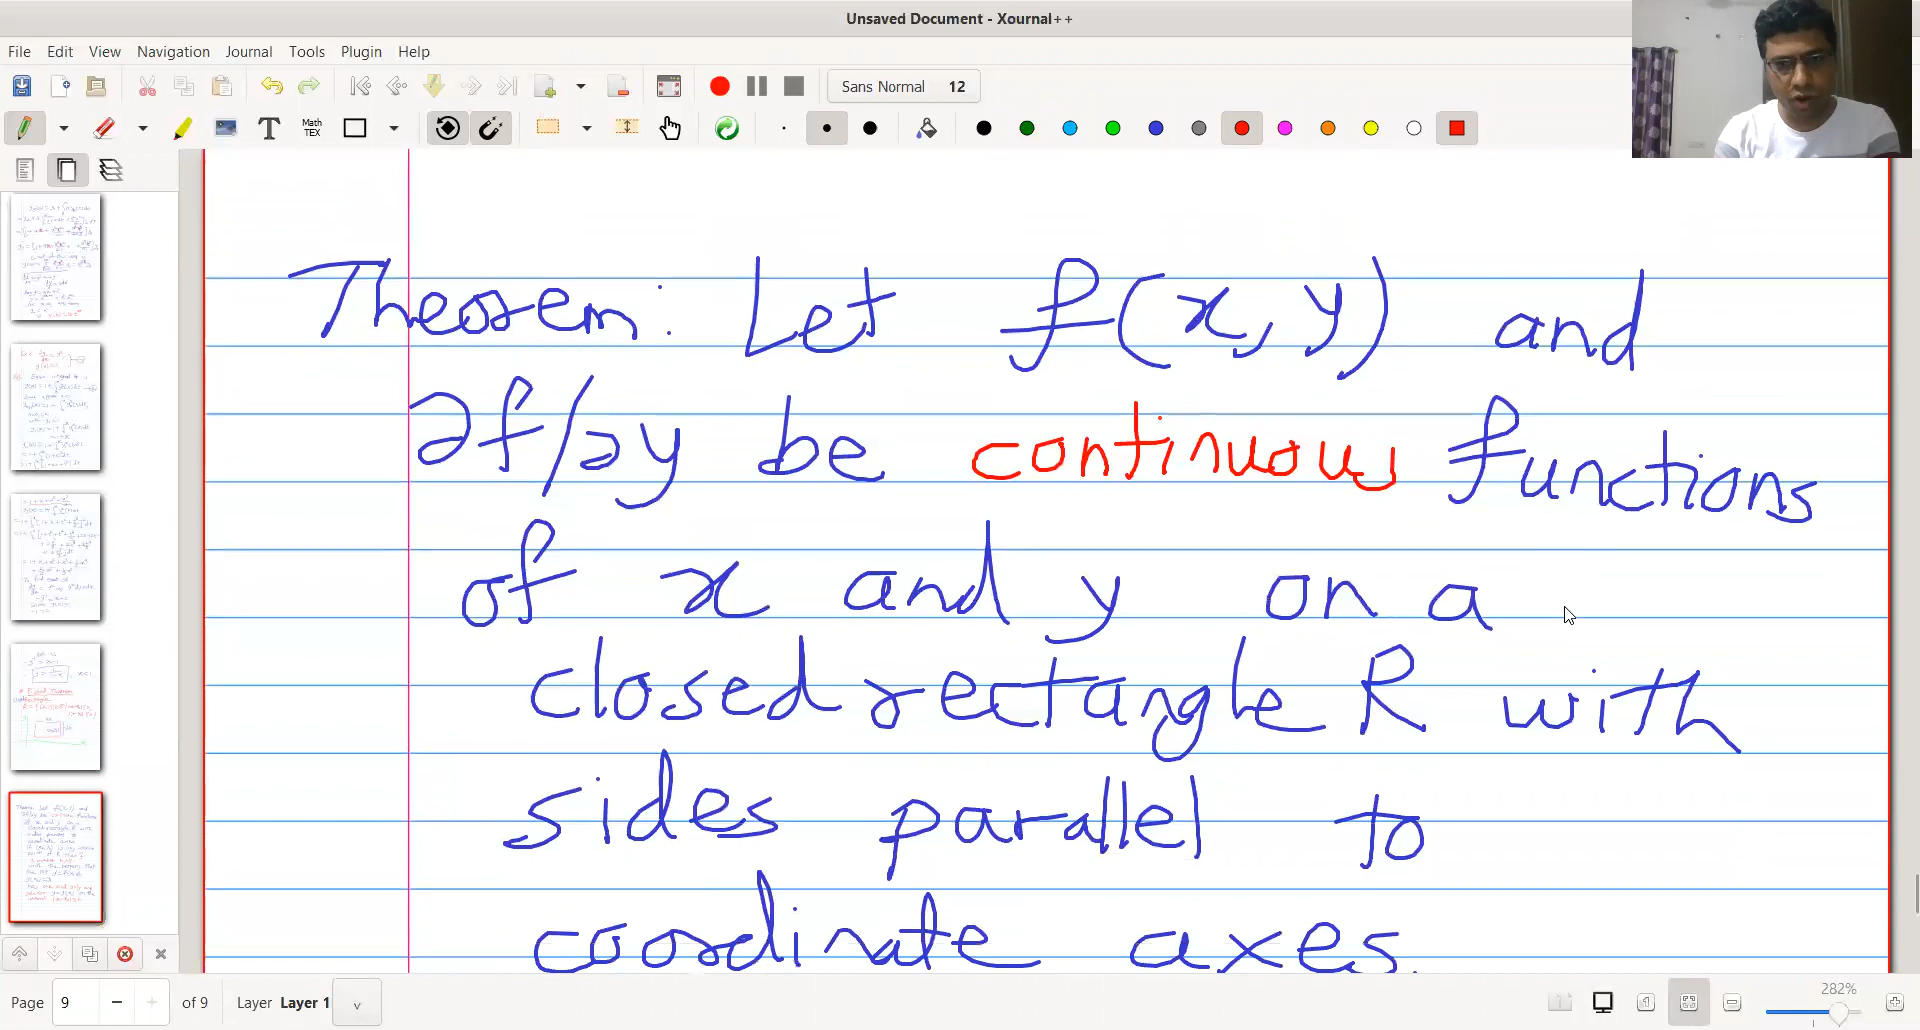 Unsaved Document - Xournal++
File Edit View Navigation Journal Tools Plugin Help
Sans Normal 12
Math
TEX
Theorem: Let f(x, y) and
∂f/∂y be continuous functions
of x and y on a
closed rectangle R with
sides parallel to
coordinate axes.
Page 9 of 9 Layer Layer 1
282%